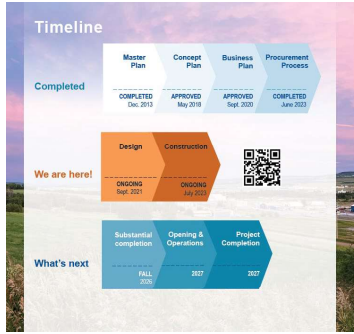 Timeline
Completed
Master Plan
COMPLETED
Dec, 2013
Concept Plan
APPROVED
May 2018
Business Plan
APPROVED
Sept. 2020
Procurement Process
COMPLETED
June 2023
We are here!
Design
ONGOING
Sept. 2021
Construction
ONGOING
July 2023
What's next
Substantial completion
FALL
2026
Opening & Operations
2027
Project Completion
2027